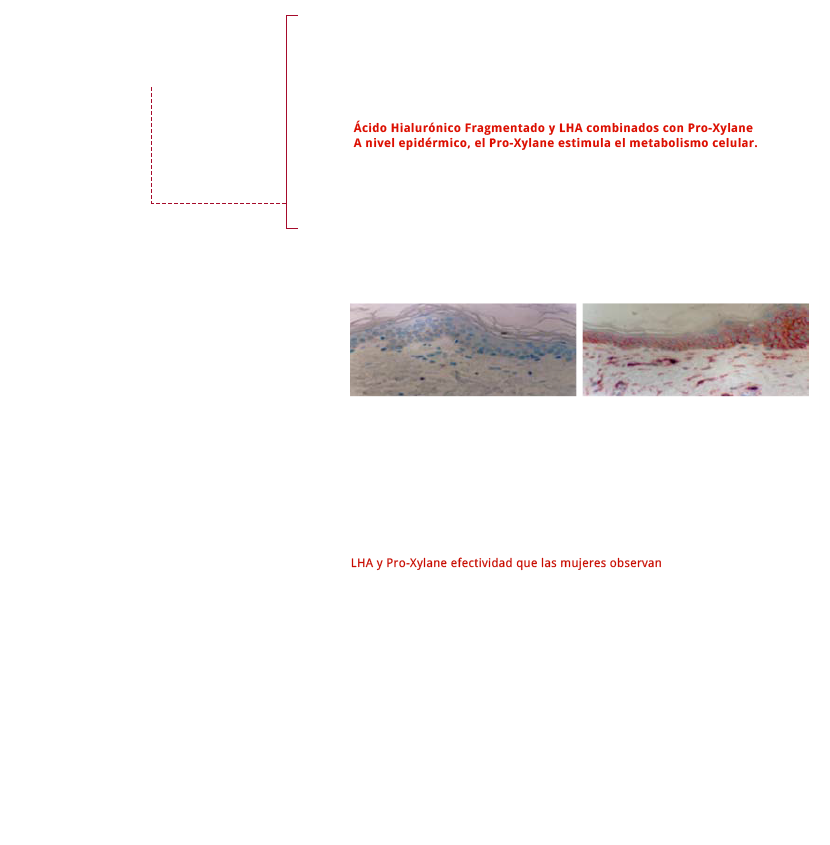 Ácido Hialurónico Fragmentado y LHA combinados con Pro-Xylane
A nivel epidérmico, el Pro-Xylane estimula el metabolismo celular.
LHA y Pro-Xylane efectividad que las mujeres observan